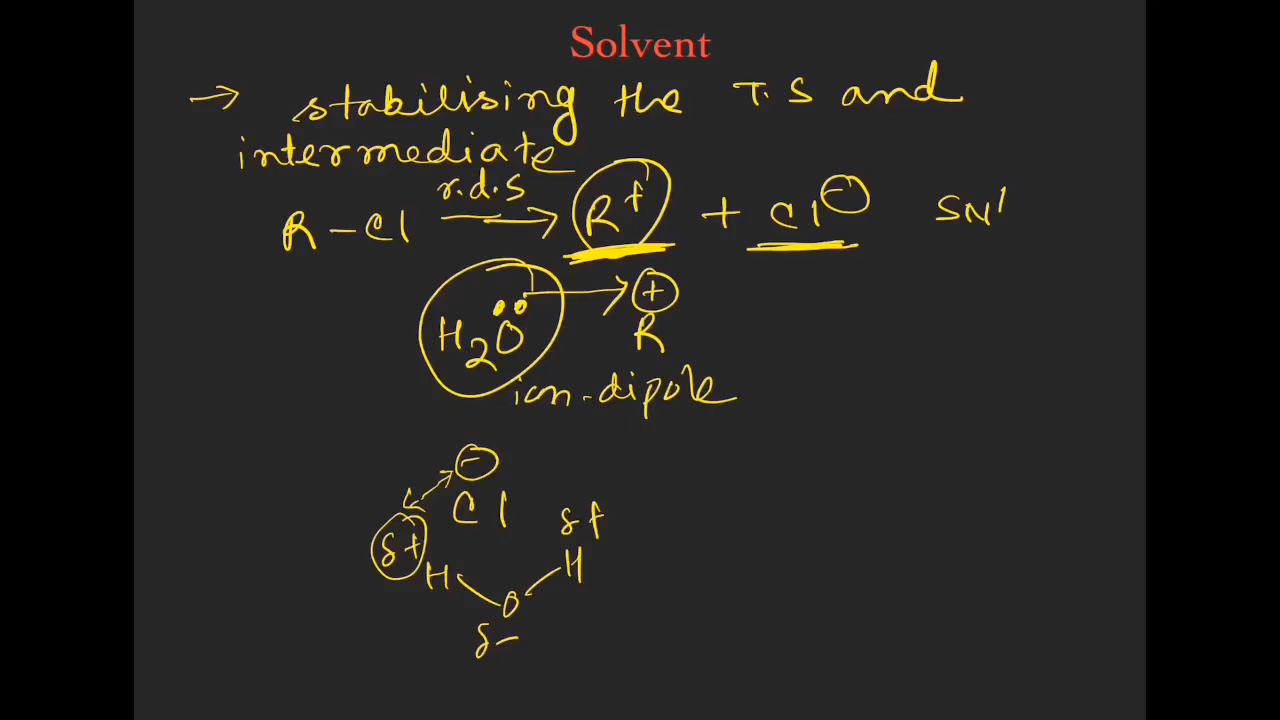 Solvent
→ stabilising the T.S and
intermediate
R-Cl r.d.s → R+ + Cl⊖ SN1
H2O: → ⊕
R
ion-dipole
⊖
Cl
δ+ δ+
H H
O
δ-